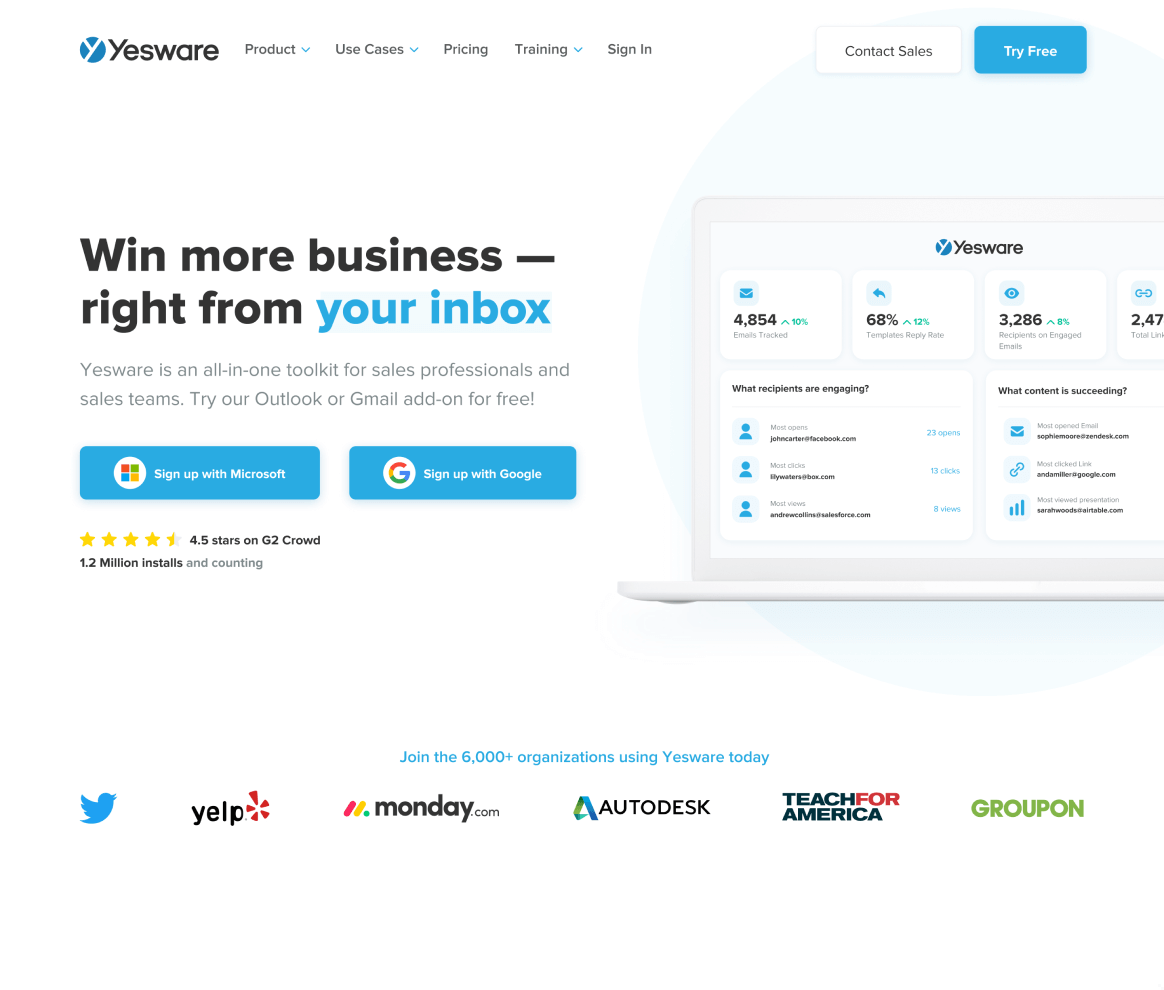 Yesware
Product
Use Cases
Pricing
Training
Sign In
Contact Sales
Try Free
Win more business —
right from your inbox
Yesware is an all-in-one toolkit for sales professionals and
sales teams. Try our Outlook or Gmail add-on for free!
Sign up with Microsoft
Sign up with Google
4.5 stars on G2 Crowd
1.2 Million installs and counting
Yesware
4,854 10%
Emails Tracked
68% 12%
Templates Reply Rate
3,286 8%
Recipients on Engaged
Emails
2,47
Total Link
What recipients are engaging?
Most opens
johncarter@facebook.com
23 opens
Most clicks
lilywaters@box.com
13 clicks
Most views
andrewcollins@salesforce.com
8 views
What content is succeeding?
Most opened Email
sophiemoore@zendesk.com
Most clicked Link
andamiller@google.com
Most viewed presentation
sarahwoods@airtable.com
Join the 6,000+ organizations using Yesware today
yelp
monday.com
AUTODESK
TEACHFOR
AMERICA
GROUPON